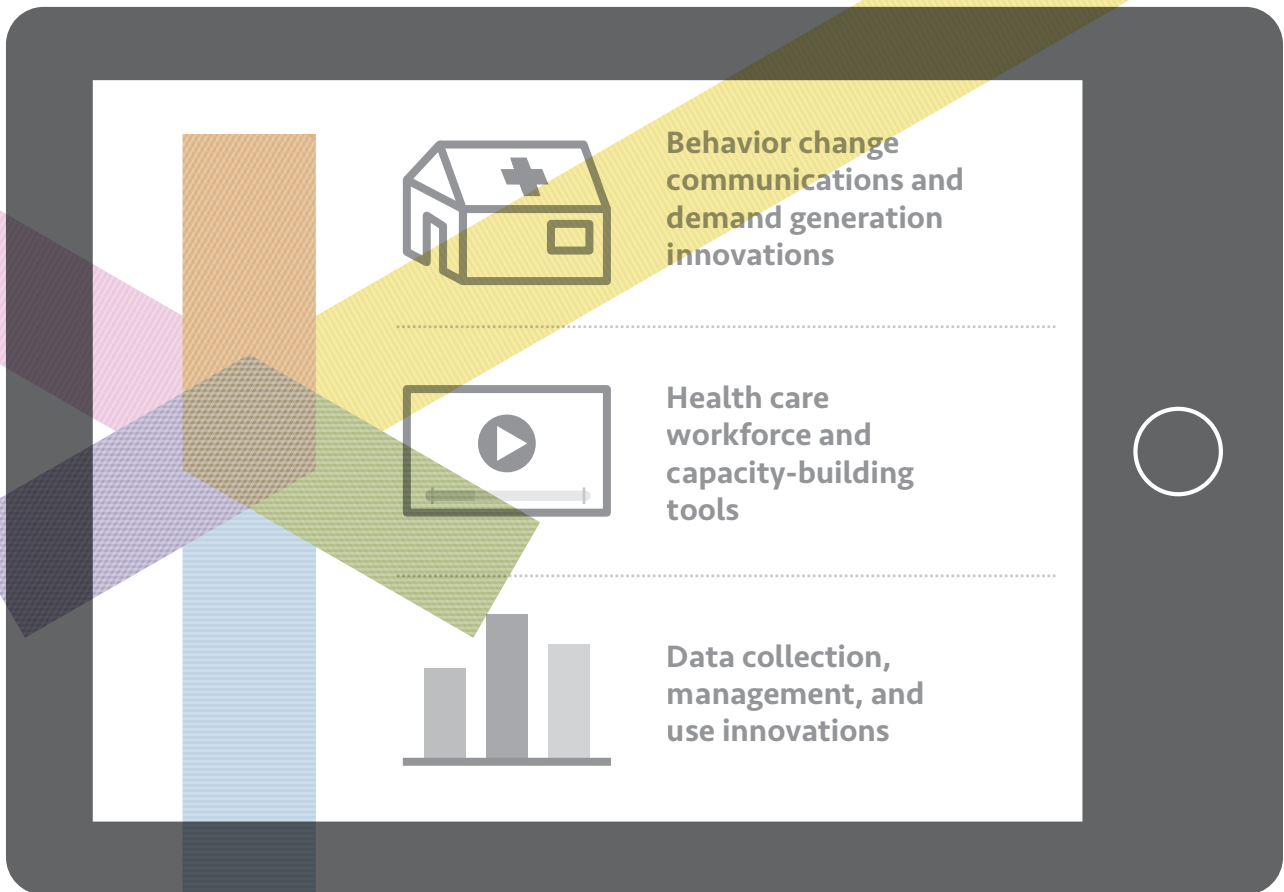 Behavior change
communications and
demand generation
innovations
Health care
workforce and
capacity-building
tools
Data collection,
management, and
use innovations